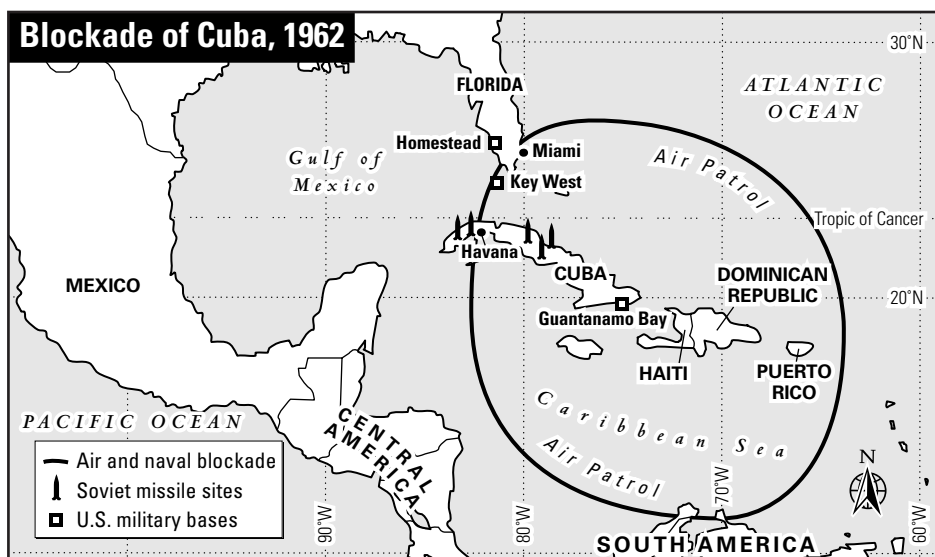 Blockade of Cuba, 1962
30°N
FLORIDA
ATLANTIC
OCEAN
Homestead
Miami
Gulf of
Mexico
Air Patrol
Key West
Tropic of Cancer
Havana
MEXICO
CUBA
DOMINICAN
REPUBLIC
20°N
Guantanamo Bay
HAITI
PUERTO
RICO
PACIFIC OCEAN
CENTRAL
AMERICA
Caribbean Sea
Air Patrol
Air and naval blockade
Soviet missile sites
U.S. military bases
N
90°W
80°W
70°W
60°W
SOUTH AMERICA